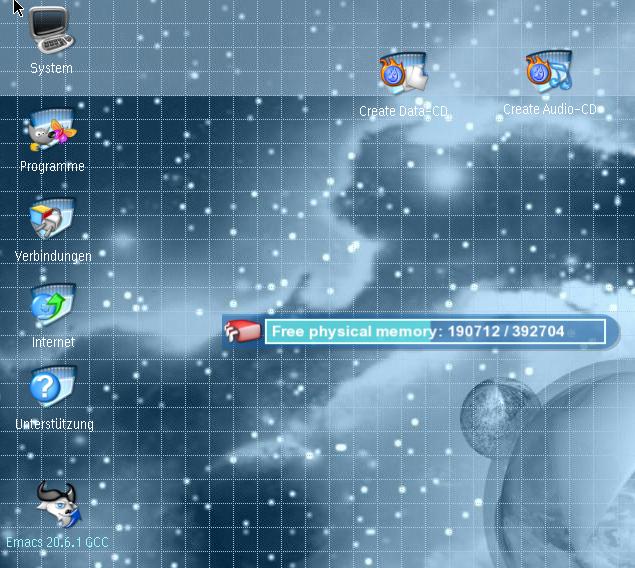 System
Create Data-CD
Create Audio-CD
Programme
Verbindungen
Internet
Free physical memory: 190712 / 392704
Unterstützung
Emacs 20.6.1 GCC